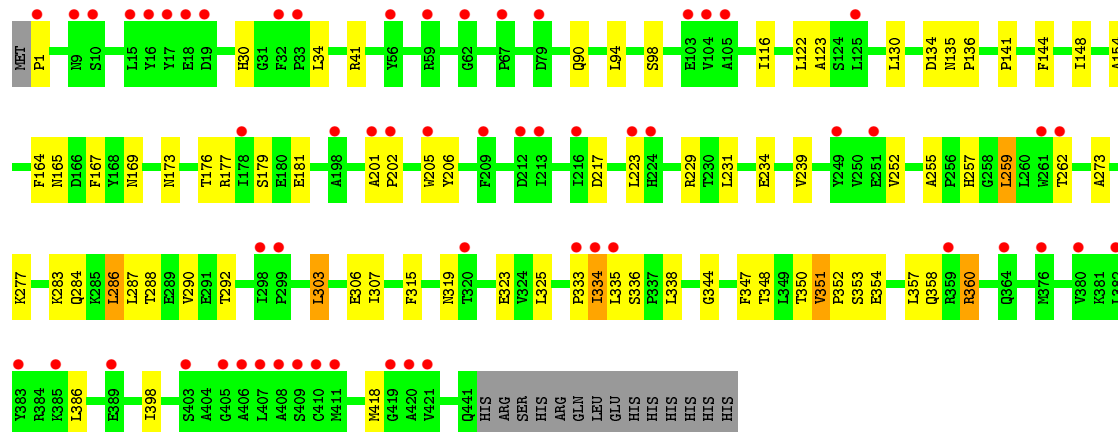 MET P1 N9 S10 L15 Y16 Y17 E18 D19 H30 G31 F32 P33 L34 R41 Y56 R59 G62 P67 D79 Q90 L94 S98 E103 V104 A105 I116 L122 A123 S124 L125 L130 D134 N135 P136 P141 F144 I148 A154
F164 N165 D166 F167 Y168 N169 N173 T176 R177 I178 S179 E180 E181 A198 A201 P202 W205 Y206 F209 D212 I213 I216 D217 L223 H224 R229 T230 L231 E234 V239 Y249 V250 E251 V252 A255 P256 H257 G258 L259 L260 W261 T262 A273
K277 K283 Q284 K285 L286 L287 T288 E289 V290 E291 T292 I298 P299 L303 E306 I307 F315 N319 T320 E323 V324 L325 P333 I334 L335 S336 P337 L338 G344 F347 T348 L349 T350 V351 P352 S353 E354 L357 Q358 R359 R360 Q364 M376 V380 K381 L382
Y383 R384 K385 L386 E389 I398 S403 A404 G405 A406 L407 A408 S409 C410 M411 M418 G419 A420 V421 Q441 HIS ARG SER HIS ARG GLN LEU GLU HIS HIS HIS HIS HIS HIS